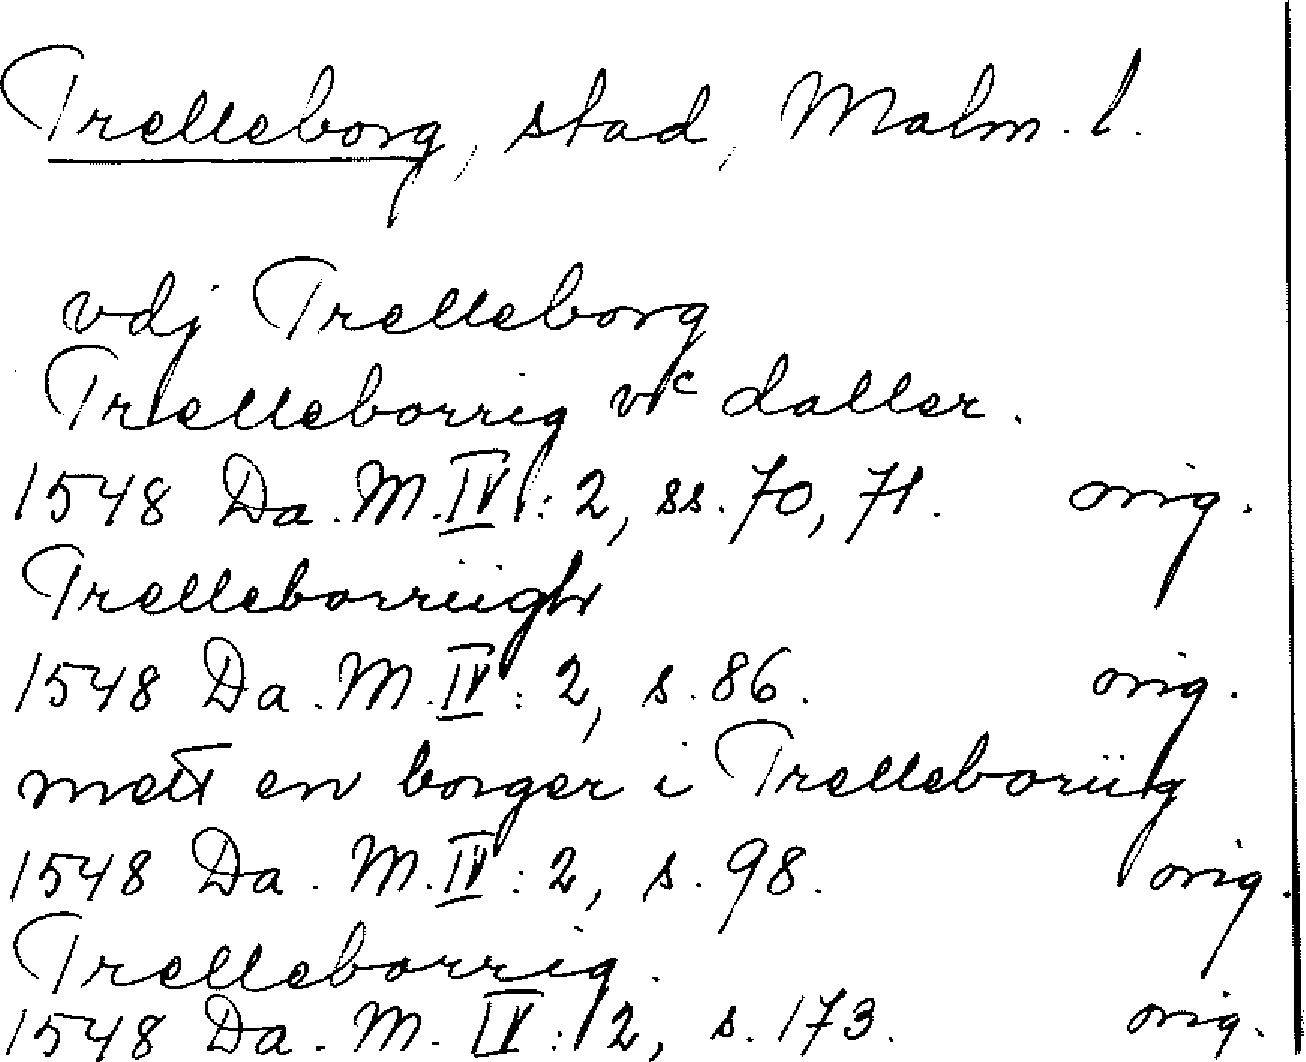 Trelleborg, stad, Malm. l.
vdj Trelleborg
Trelleborrig vᶜ daller.
1548 Da. M. IV: 2, ss. 70, 71. orig.
Trelleborriigh
1548 Da. M. IV: 2, s. 86. orig.
mett en borger i Trelleboriig
1548 Da. M. IV: 2, s. 98. orig.
Trelleborrig.
1548 Da. M. IV: 2, s. 173. orig.